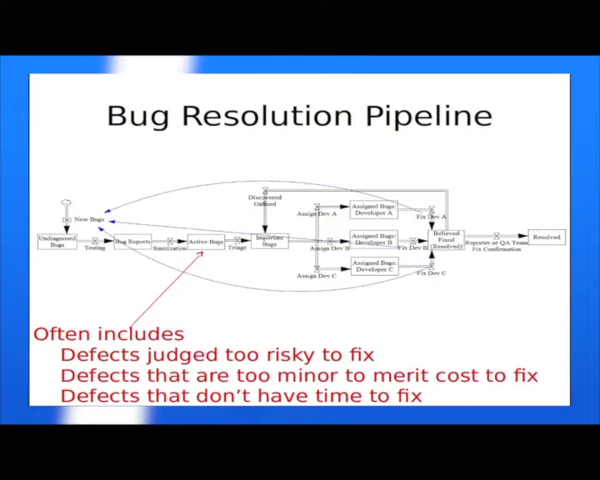 Bug Resolution Pipeline
Discovered
Unfixed
New Bugs
Assign Dev A
Assigned Bugs:
Developer A
Fix Dev A
Undiagnosed
Bugs
Testing
Bug Reports
Sanitization
Active Bugs
Triage
Important
Bugs
Assign Dev B
Assigned Bugs:
Developer B
Fix Dev B
Believed
Fixed
(Resolved)
Reporter or QA Team
Fix Confirmation
Resolved
Assign Dev C
Assigned Bugs:
Developer C
Fix Dev C
Often includes
Defects judged too risky to fix
Defects that are too minor to merit cost to fix
Defects that don't have time to fix